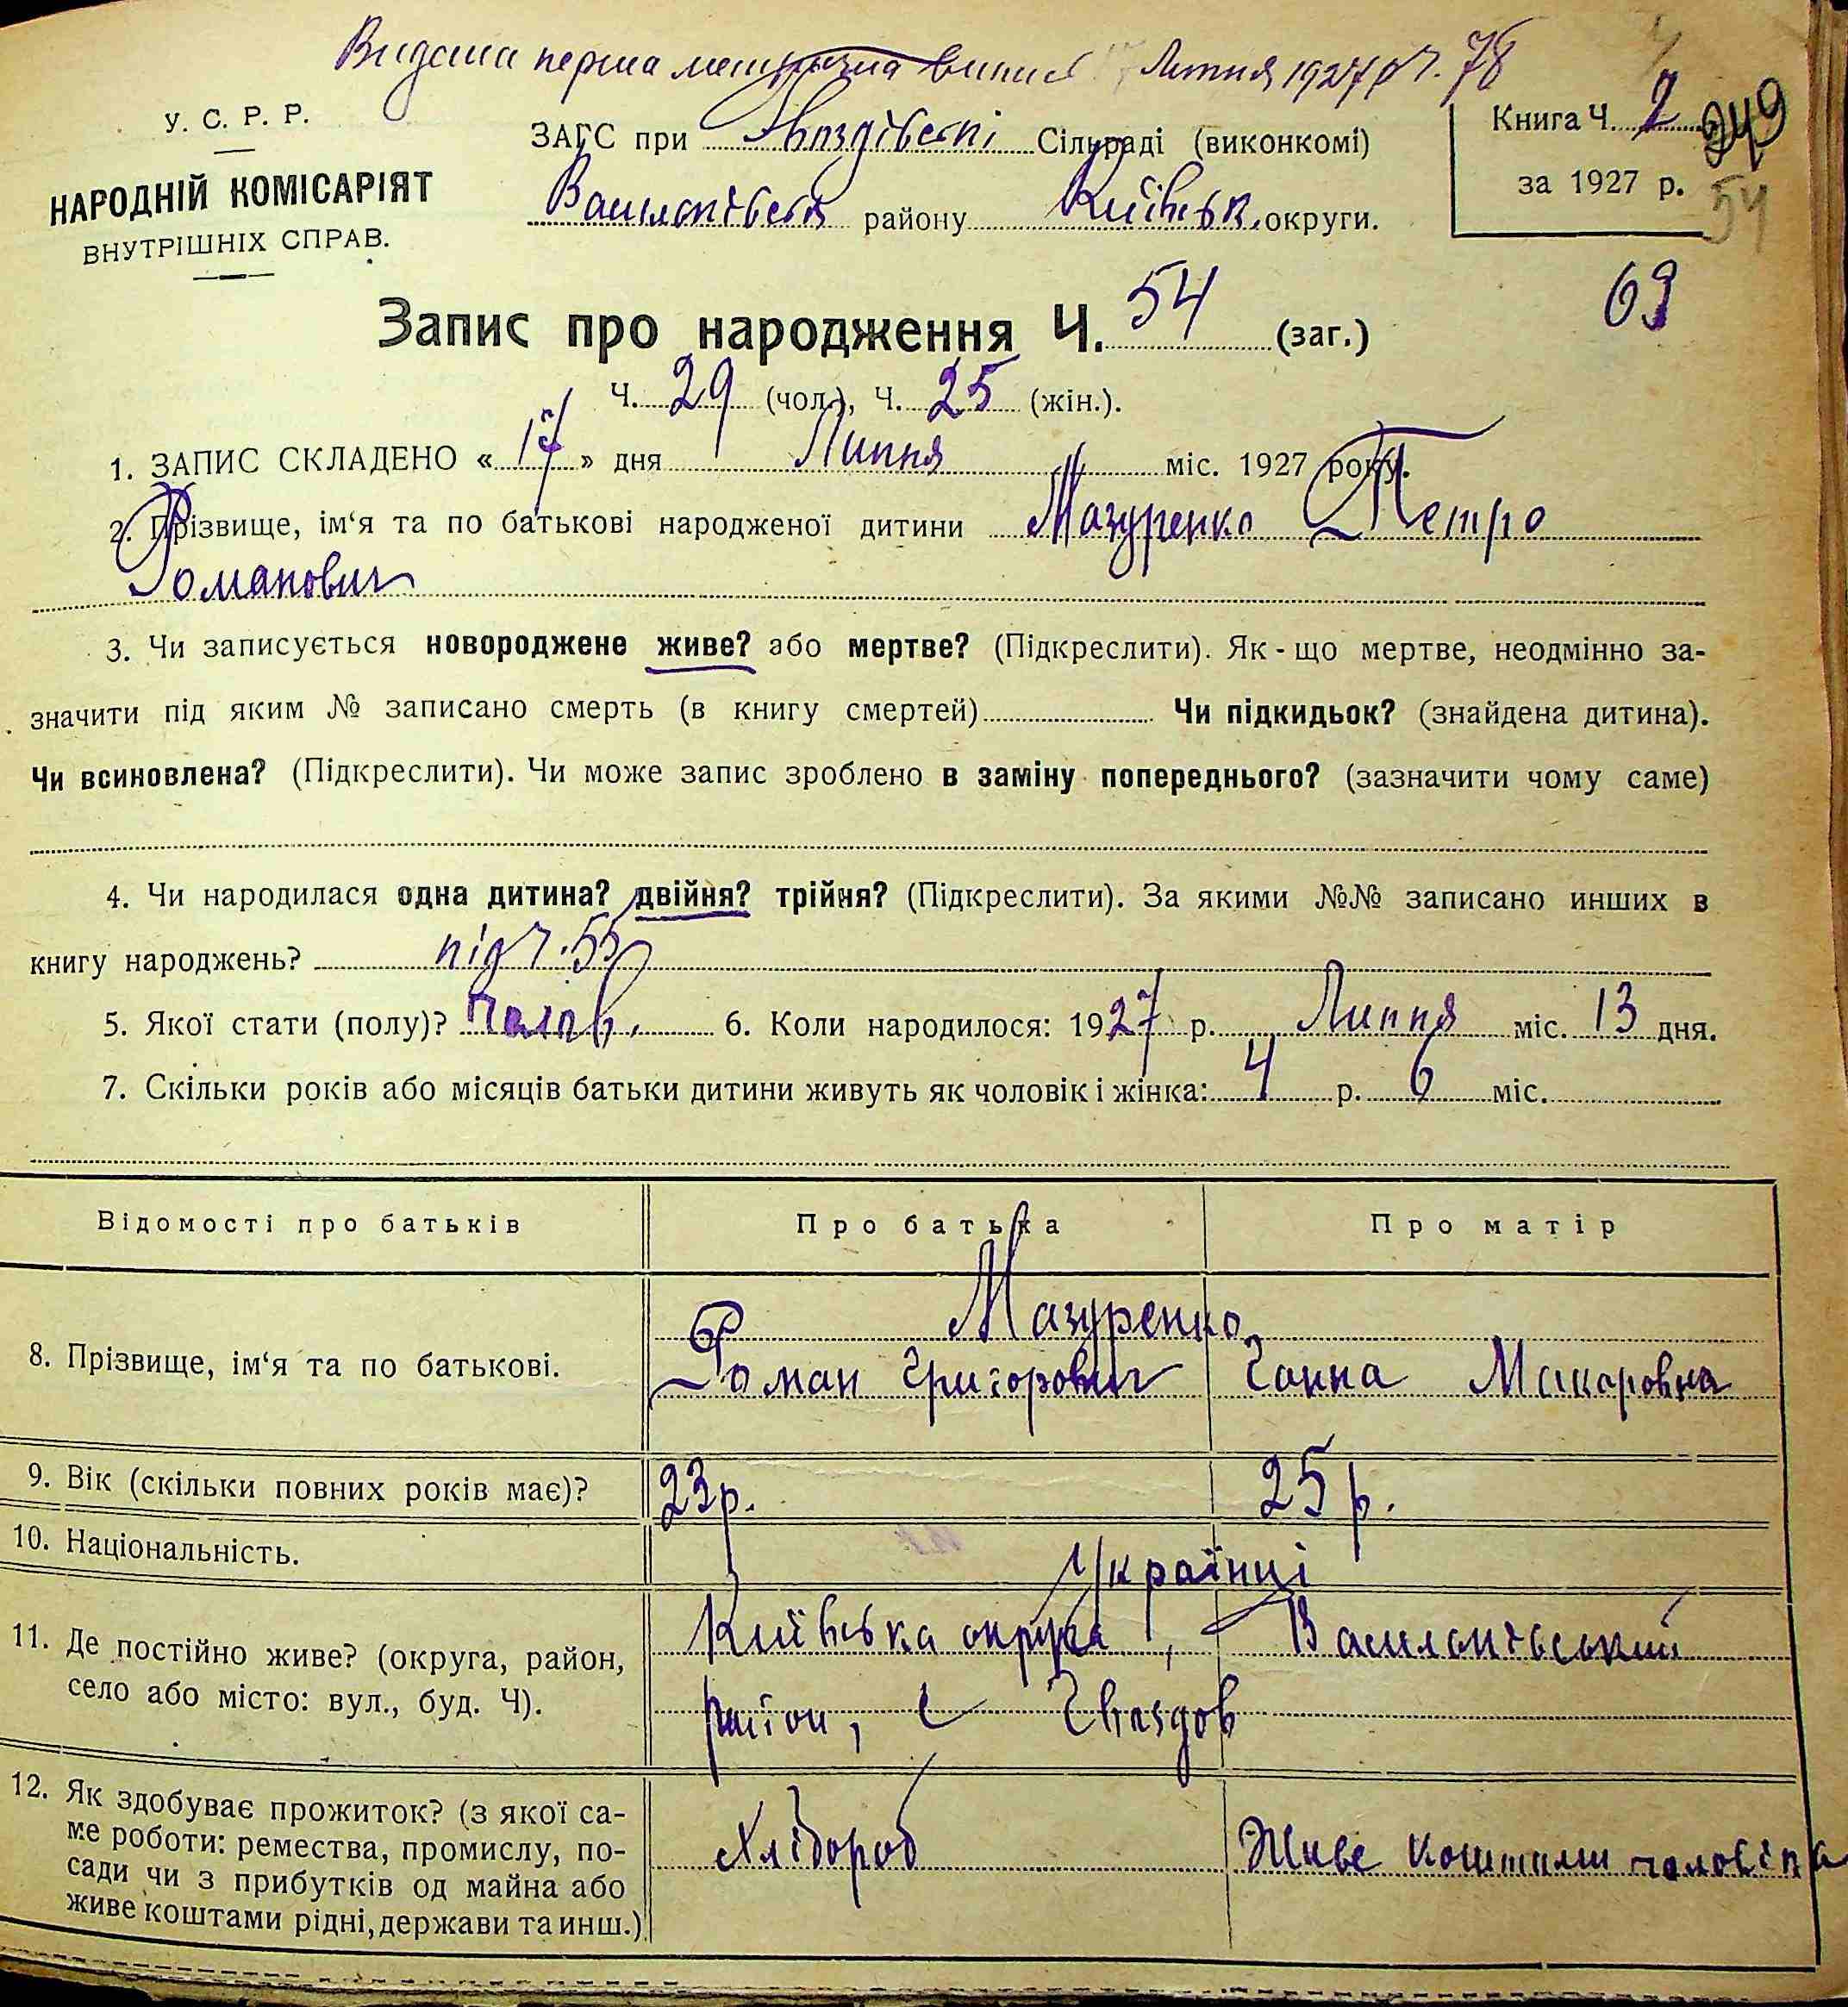 Видана перша метрична випись 17 Липня 1927 р Ч. 78
У. С. Р. Р.
НАРОДНІЙ КОМІСАРІЯТ
ВНУТРІШНІХ СПРАВ.
ЗАГС при Гвоздівскі Сільраді (виконкомі)
Васильківськ району Київськ. округи.
Книга Ч. 2
249
за 1927 р.
54
69
Запис про народження Ч. 54 (заг.)
Ч. 29 (чол.), Ч. 25 (жін.).
1. ЗАПИС СКЛАДЕНО « 17 » дня Липня міс. 1927 року.
2. Прізвище, ім‘я та по батькові народженої дитини Мазуренко Петро
Романович
3. Чи записується новороджене живе? або мертве? (Підкреслити). Як - що мертве, неодмінно за-
значити під яким № записано смерть (в книгу смертей) Чи підкидьок? (знайдена дитина).
Чи всиновлена? (Підкреслити). Чи може запис зроблено в заміну попереднього? (зазначити чому саме)
4. Чи народилася одна дитина? двійня? трійня? (Підкреслити). За якими №№ записано инших в
книгу народжень? під Ч. 55
5. Якої стати (полу)? чолов. 6. Коли народилося: 1927 р. Липня міс. 13 дня.
7. Скільки років або місяців батьки дитини живуть як чоловік і жінка: 4 р. 6 міс.
Відомості про батьків Про батька Про матір
Мазуренко
8. Прізвище, ім‘я та по батькові. Роман Григорович Ганна Макаровна
9. Вік (скільки повних років має)? 23 р. 25 р.
10. Національність. Українці
11. Де постійно живе? (округа, район, Київська округа, Васильківський
село або місто: вул., буд. Ч). район, с Гвоздов
12. Як здобуває прожиток? (з якої са-
ме роботи: ремества, промислу, по- Хлібороб Живе коштами чоловіка
сади чи з прибутків од майна або
живе коштами рідні, держави та инш.)